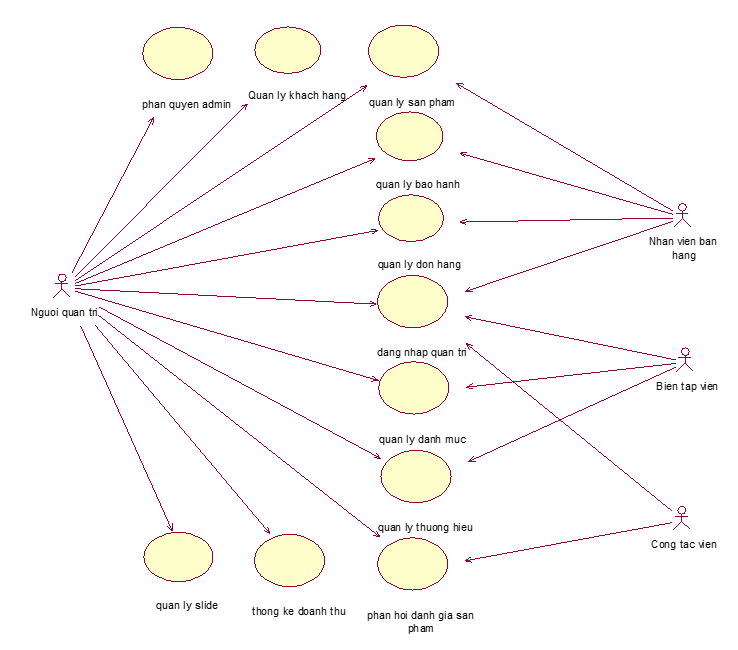 phan quyen admin
Quan ly khach hang
quan ly san pham
quan ly bao hanh
Nhan vien ban
hang
quan ly don hang
Nguoi quan tri
dang nhap quan tri
Bien tap vien
quan ly danh muc
quan ly thuong hieu
Cong tac vien
quan ly slide
thong ke doanh thu
phan hoi danh gia san
pham